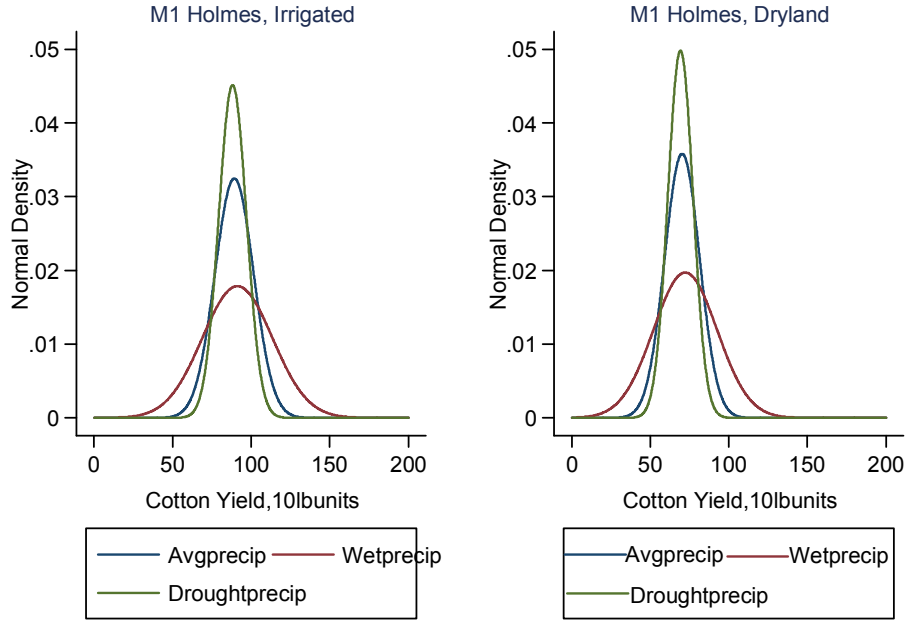 M1 Holmes, Irrigated
.05
.04
.03
.02
.01
0
Normal Density
0 50 100 150 200
Cotton Yield,10lbunits
Avgprecip Wetprecip
Droughtprecip
M1 Holmes, Dryland
.05
.04
.03
.02
.01
0
Normal Density
0 50 100 150 200
Cotton Yield,10lbunits
Avgprecip Wetprecip
Droughtprecip